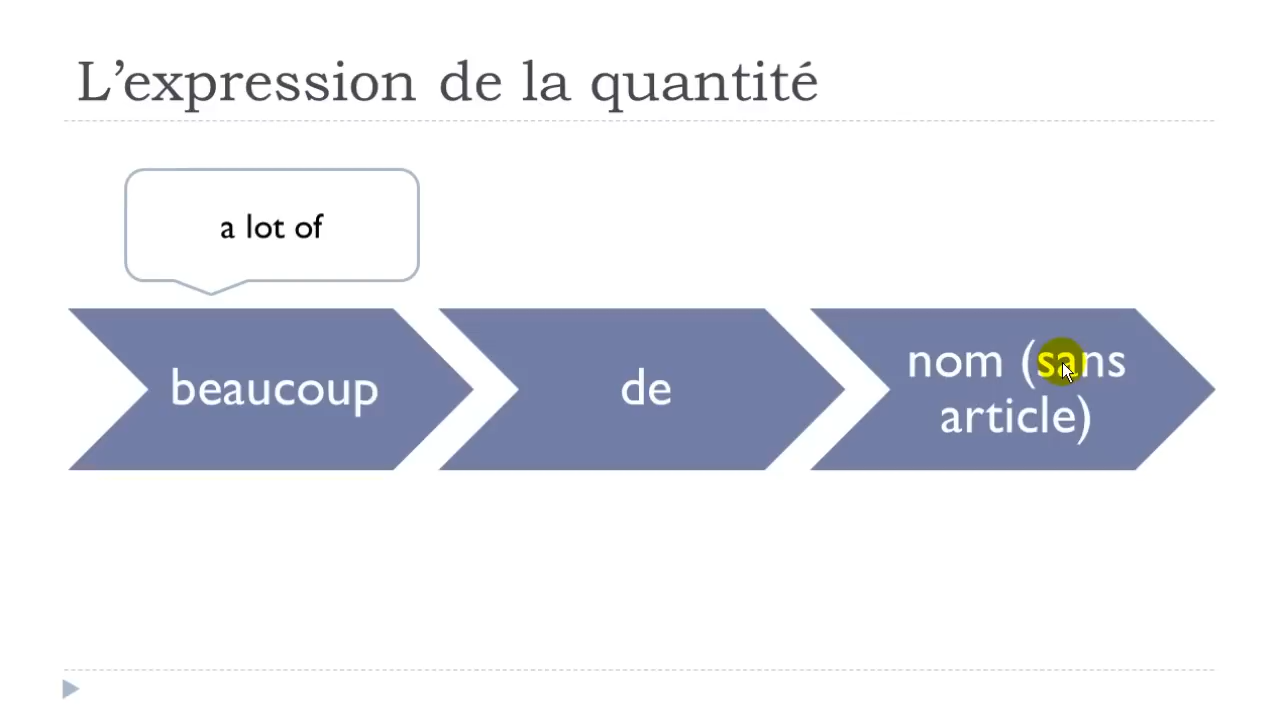 L’expression de la quantité
a lot of
beaucoup
de
nom (sans
article)